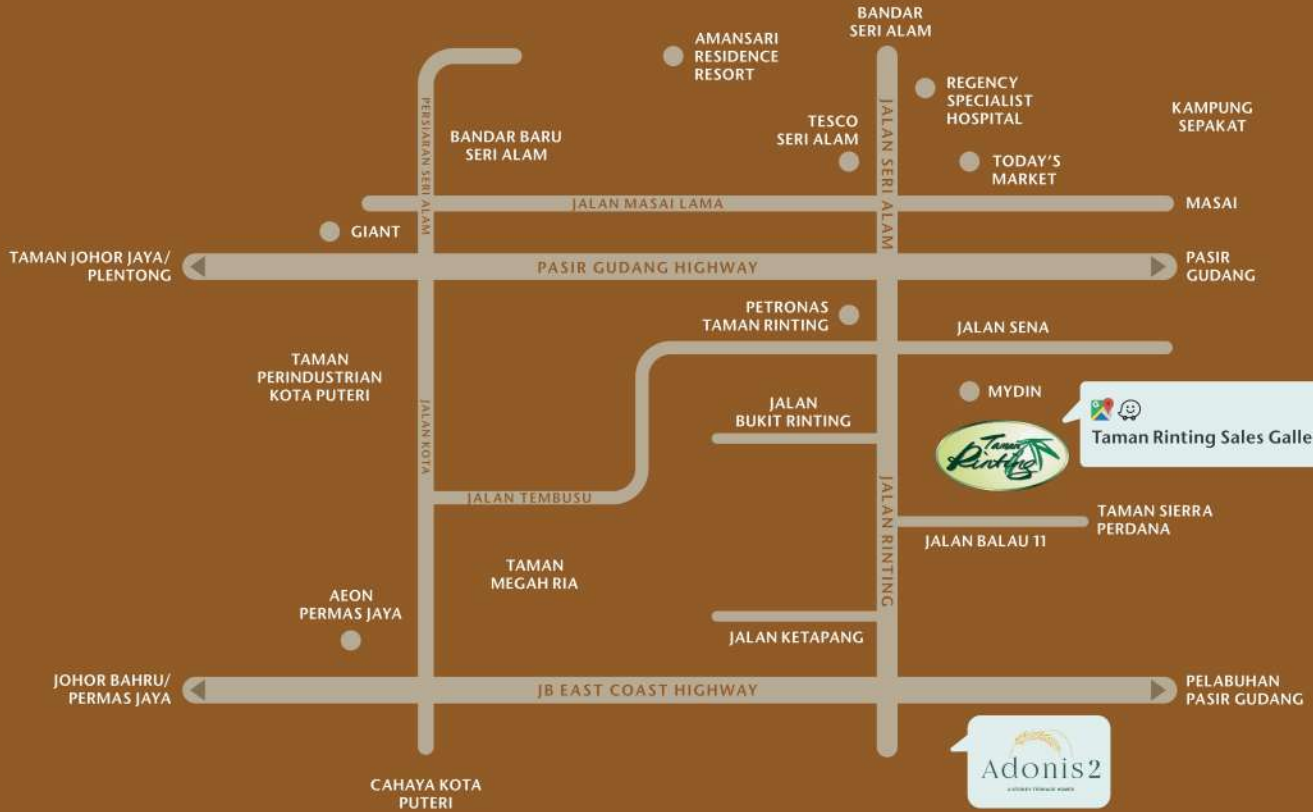 BANDAR
SERI ALAM
AMANSARI
RESIDENCE
RESORT
REGENCY
SPECIALIST
HOSPITAL
KAMPUNG
SEPAKAT
PERSIARAN SERI ALAM
BANDAR BARU
SERI ALAM
TESCO
SERI ALAM
JALAN SERI ALAM
TODAY'S
MARKET
JALAN MASAI LAMA
MASAI
GIANT
TAMAN JOHOR JAYA/
PLENTONG
PASIR GUDANG HIGHWAY
PASIR
GUDANG
PETRONAS
TAMAN RINTING
JALAN SENA
TAMAN
PERINDUSTRIAN
KOTA PUTERI
JALAN KOTA
JALAN
BUKIT RINTING
MYDIN
Taman Rinting Sales Galle
Taman
Rinting
JALAN TEMBUSU
JALAN RINTING
TAMAN SIERRA
PERDANA
JALAN BALAU 11
TAMAN
MEGAH RIA
AEON
PERMAS JAYA
JALAN KETAPANG
JOHOR BAHRU/
PERMAS JAYA
JB EAST COAST HIGHWAY
PELABUHAN
PASIR GUDANG
Adonis2
CAHAYA KOTA
PUTERI